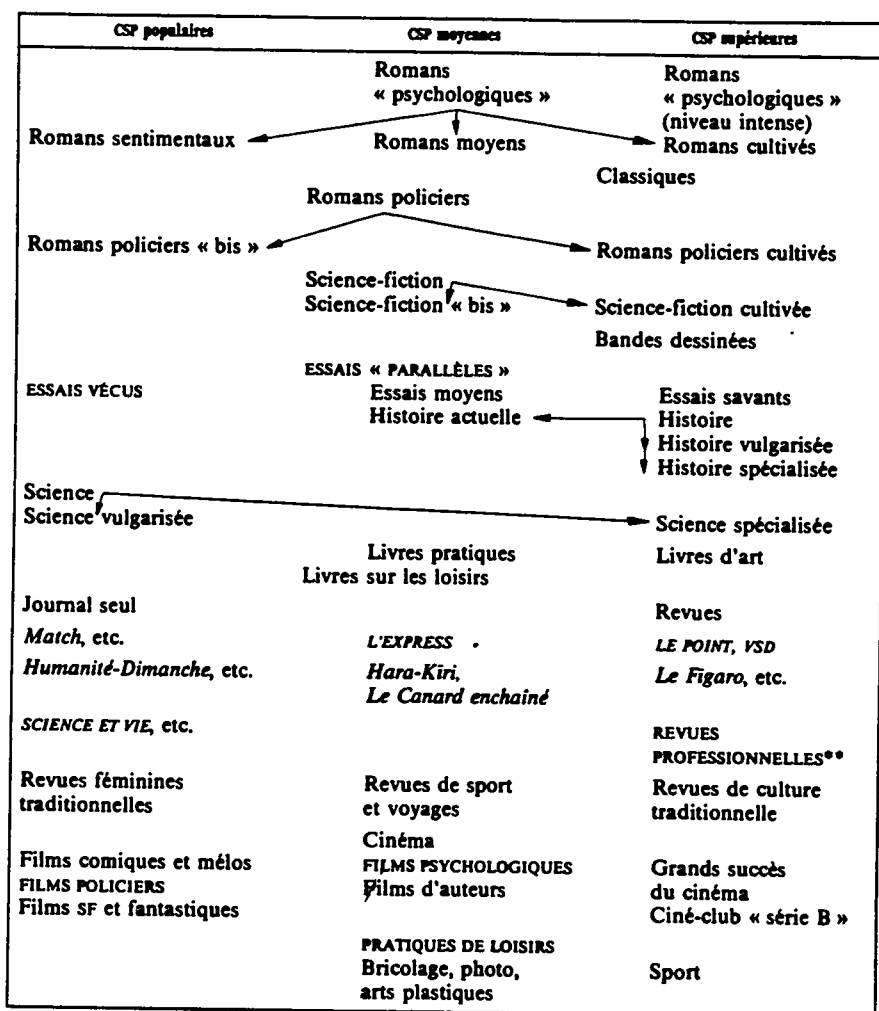 CSP populaires CSP moyennes CSP supérieures
Romans Romans
« psychologiques » « psychologiques »
(niveau intense)
Romans sentimentaux Romans moyens Romans cultivés
Classiques
Romans policiers
Romans policiers « bis » Romans policiers cultivés
Science-fiction
Science-fiction « bis » Science-fiction cultivée
Bandes dessinées
ESSAIS « PARALLÈLES »
ESSAIS VÉCUS Essais moyens Essais savants
Histoire actuelle Histoire
Histoire vulgarisée
Histoire spécialisée
Science
Science vulgarisée Science spécialisée
Livres pratiques Livres d'art
Livres sur les loisirs
Journal seul Revues
Match, etc. L'EXPRESS LE POINT, VSD
Humanité-Dimanche, etc. Hara-Kiri, Le Figaro, etc.
Le Canard enchainé
SCIENCE ET VIE, etc. REVUES
PROFESSIONNELLES**
Revues féminines Revues de sport Revues de culture
traditionnelles et voyages traditionnelle
Cinéma
Films comiques et mélos FILMS PSYCHOLOGIQUES Grands succès
FILMS POLICIERS Films d'auteurs du cinéma
Films SF et fantastiques Ciné-club « série B »
PRATIQUES DE LOISIRS
Bricolage, photo, Sport
arts plastiques